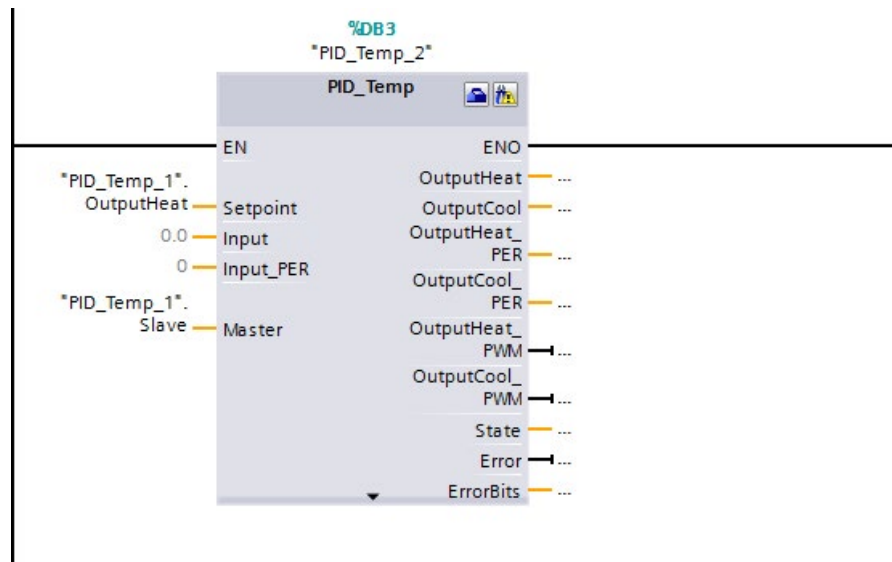 %DB3
"PID_Temp_2"
PID_Temp
EN
ENO
"PID_Temp_1".
OutputHeat
Setpoint
OutputHeat ...
0.0
Input
OutputCool ...
0
Input_PER
OutputHeat_
PER ...
OutputCool_
PER ...
"PID_Temp_1".
Slave
Master
OutputHeat_
PWM ...
OutputCool_
PWM ...
State ...
Error ...
ErrorBits ...